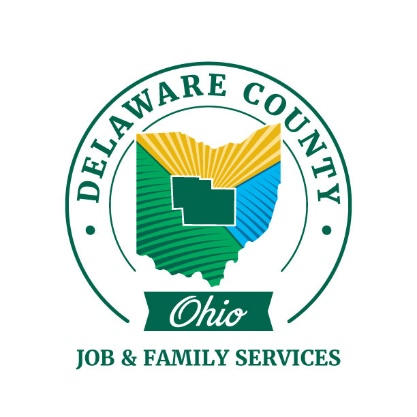 DELAWARE COUNTY
Ohio
JOB & FAMILY SERVICES